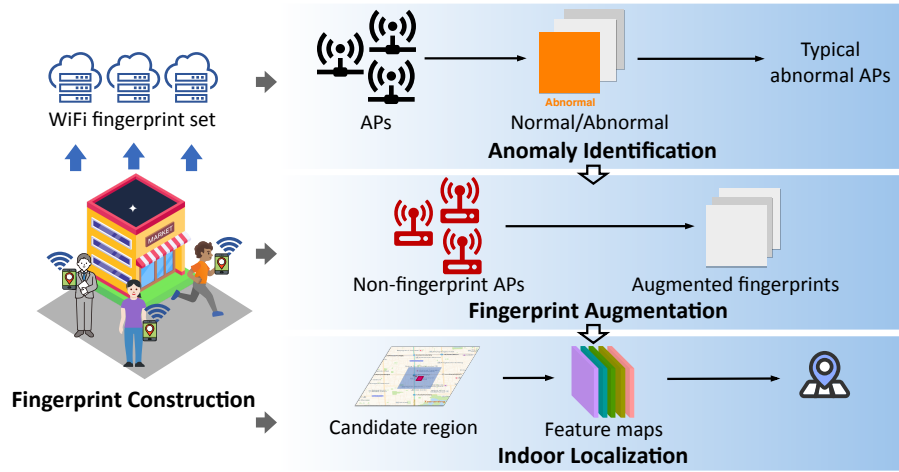 WiFi fingerprint set
MARKET
Fingerprint Construction
APs
Abnormal
Normal/Abnormal
Typical
abnormal APs
Anomaly Identification
Non-fingerprint APs
Augmented fingerprints
Fingerprint Augmentation
Candidate region
Feature maps
Indoor Localization